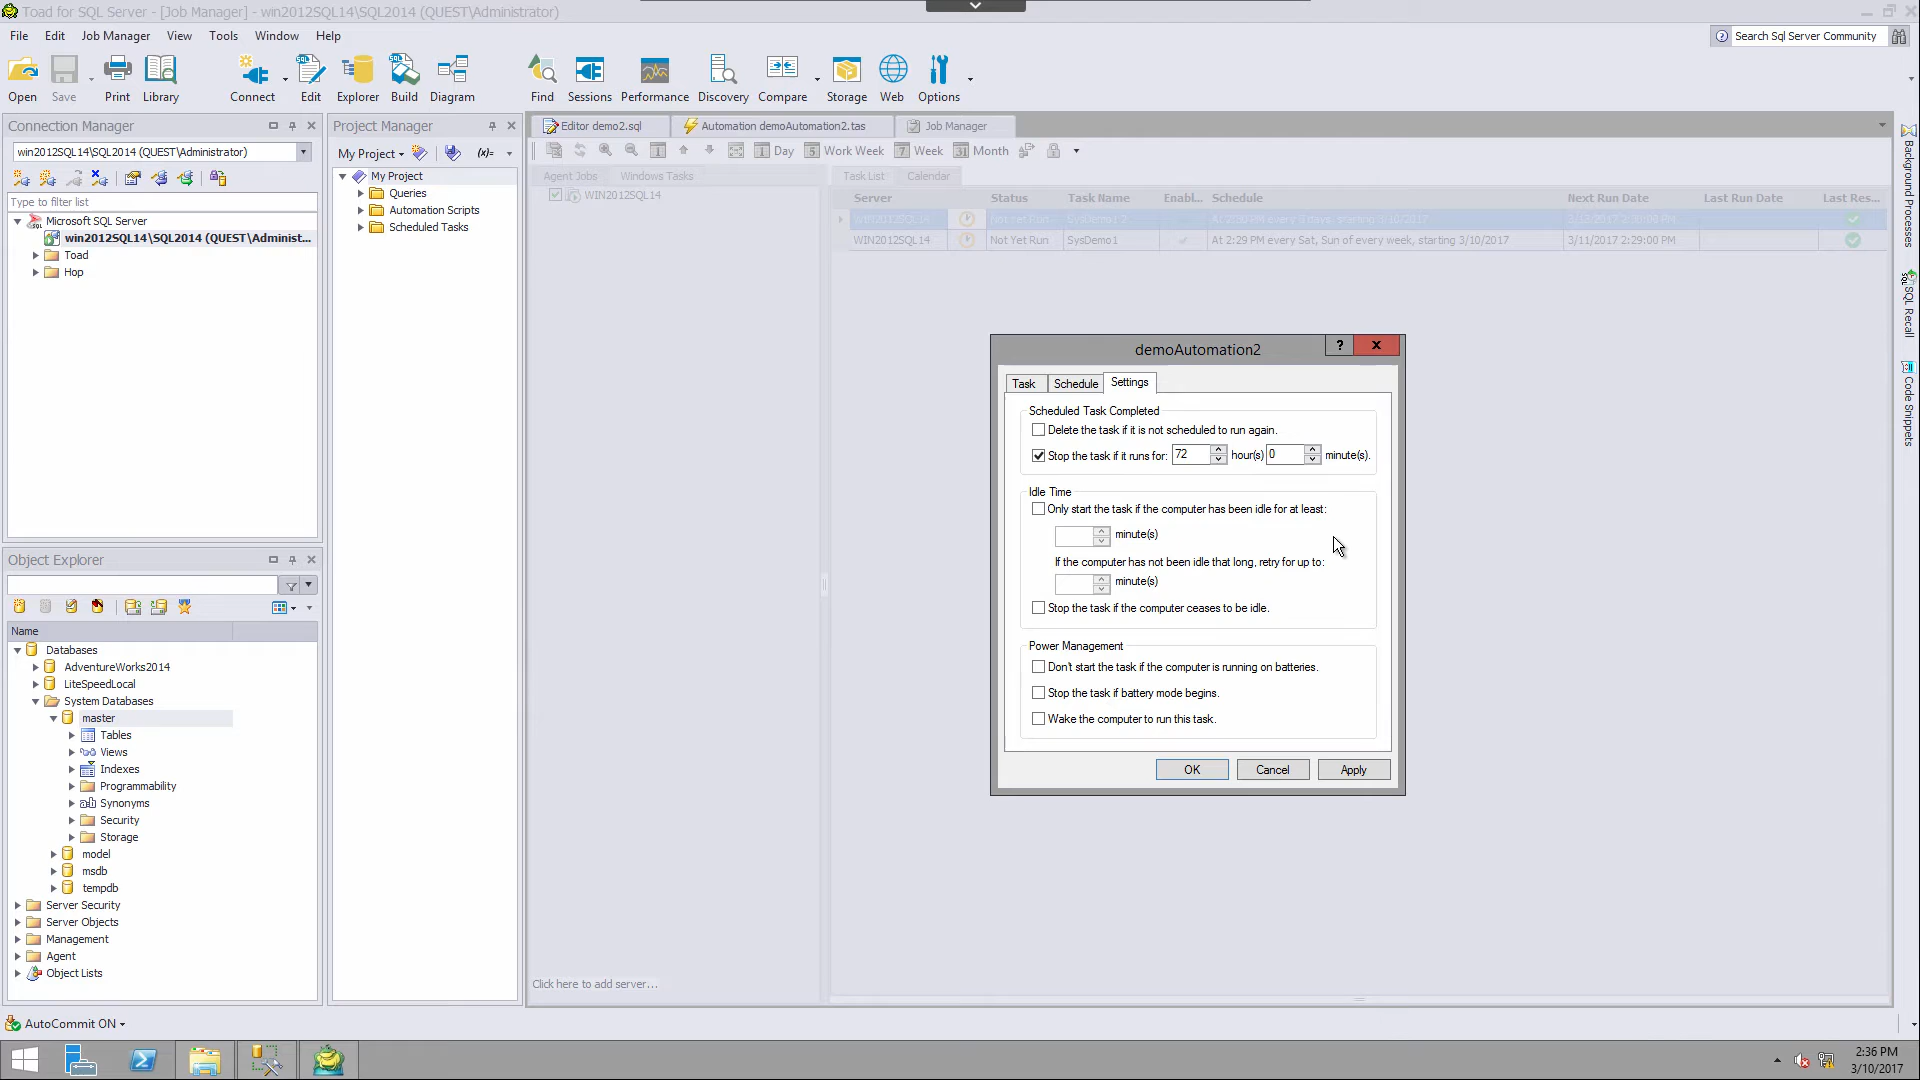 Toad for SQL Server - [Job Manager] - win2012SQL14\SQL2014 (QUEST\Administrator)
File Edit Job Manager View Tools Window Help
Search Sql Server Community
Open Save Print Library Connect Edit Explorer Build Diagram Find Sessions Performance Discovery Compare Storage Web Options
Connection Manager
win2012SQL14\SQL2014 (QUEST\Administrator)
Type to filter list
Microsoft SQL Server
win2012SQL14\SQL2014 (QUEST\Administ...
Toad
Hop
Project Manager
My Project
(x)=
My Project
Queries
Automation Scripts
Scheduled Tasks
Editor demo2.sql
Automation demoAutomation2.tas
Job Manager
1 Day 5 Work Week 7 Week 31 Month
Agent Jobs Windows Tasks
WIN2012SQL14
Task List Calendar
Server Status Task Name Enabl... Schedule Next Run Date Last Run Date Last Res...
WIN2012SQL14 Not Yet Run
WIN2012SQL14 Not Yet Run SysDemo1 At 2:29 PM every Sat, Sun of every week, starting 3/10/2017 3/11/2017 2:29:00 PM
demoAutomation2
?
x
Task Schedule Settings
Scheduled Task Completed
Delete the task if it is not scheduled to run again.
Stop the task if it runs for: 72 hour(s) 0 minute(s).
Idle Time
Only start the task if the computer has been idle for at least:
minute(s)
If the computer has not been idle that long, retry for up to:
minute(s)
Stop the task if the computer ceases to be idle.
Power Management
Don't start the task if the computer is running on batteries.
Stop the task if battery mode begins.
Wake the computer to run this task.
OK Cancel Apply
Object Explorer
Name
Databases
AdventureWorks2014
LiteSpeedLocal
System Databases
master
Tables
Views
Indexes
Programmability
Synonyms
Security
Storage
model
msdb
tempdb
Server Security
Server Objects
Management
Agent
Object Lists
Click here to add server...
Background Processes
SQL Recall
Code Snippets
AutoCommit ON
2:36 PM
3/10/2017